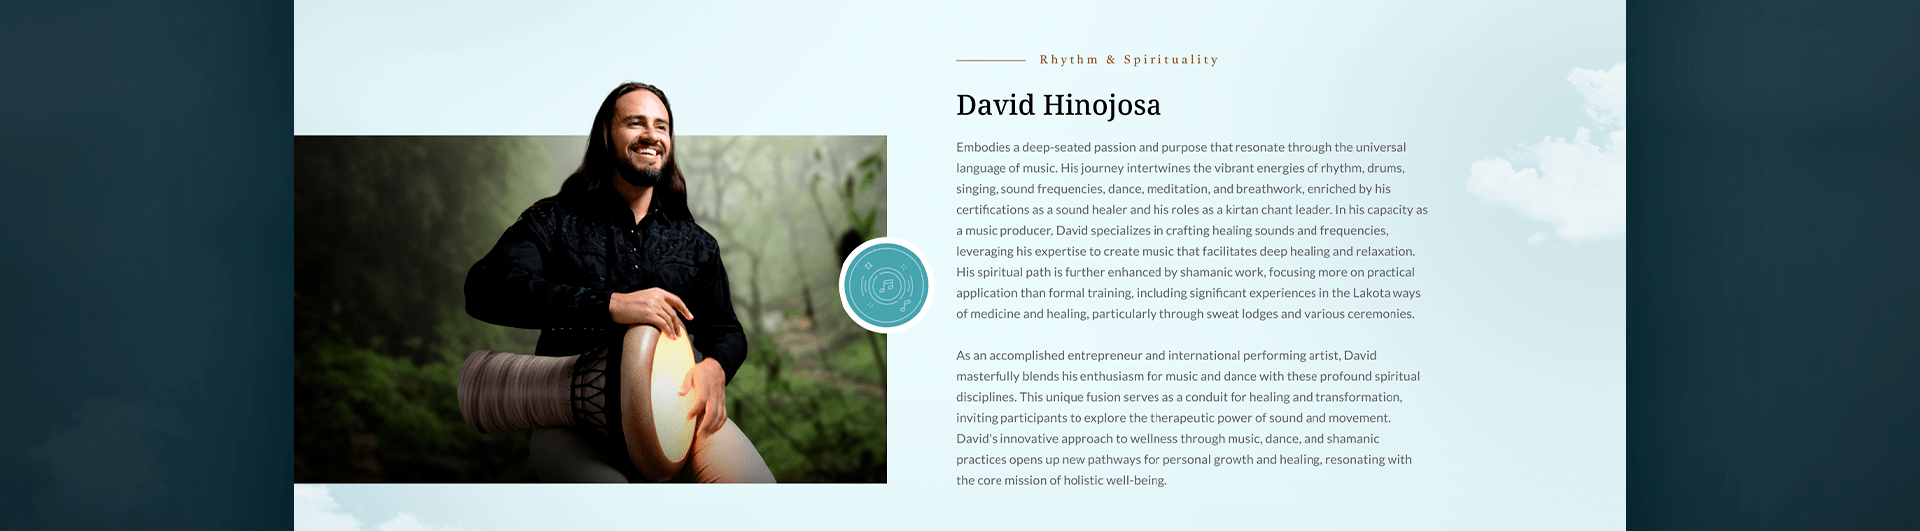 Rhythm & Spirituality
David Hinojosa
Embodies a deep-seated passion and purpose that resonate through the universal
language of music. His journey intertwines the vibrant energies of rhythm, drums,
singing, sound frequencies, dance, meditation, and breathwork, enriched by his
certifications as a sound healer and his roles as a kirtan chant leader. In his capacity as
a music producer, David specializes in crafting healing sounds and frequencies,
leveraging his expertise to create music that facilitates deep healing and relaxation.
His spiritual path is further enhanced by shamanic work, focusing more on practical
application than formal training, including significant experiences in the Lakota ways
of medicine and healing, particularly through sweat lodges and various ceremonies.
As an accomplished entrepreneur and international performing artist, David
masterfully blends his enthusiasm for music and dance with these profound spiritual
disciplines. This unique fusion serves as a conduit for healing and transformation,
inviting participants to explore the therapeutic power of sound and movement.
David's innovative approach to wellness through music, dance, and shamanic
practices opens up new pathways for personal growth and healing, resonating with
the core mission of holistic well-being.